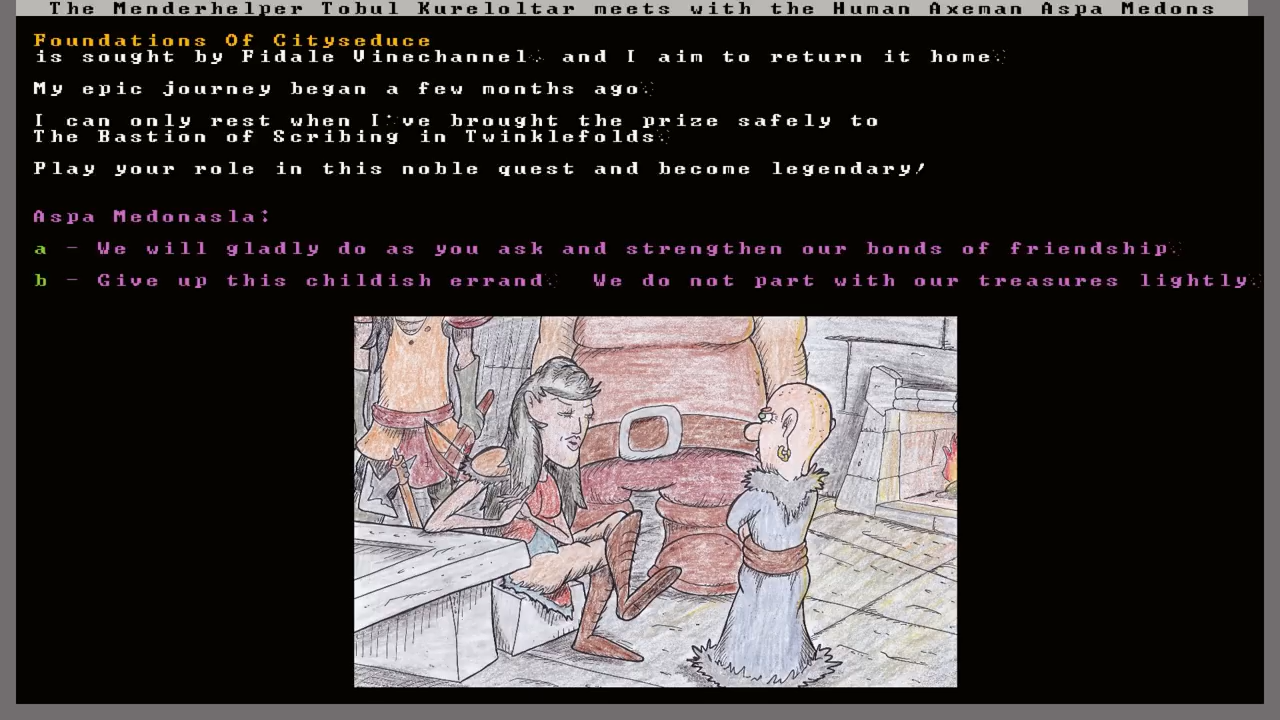 The Menderhelper Tobul Kureloltar meets with the Human Axeman Aspa Medons
Foundations Of Cityseduce
is sought by Fidale Vinechannel. and I aim to return it home.
My epic journey began a few months ago.
I can only rest when I've brought the prize safely to
The Bastion of Scribing in Twinklefolds.
Play your role in this noble quest and become legendary!
Aspa Medonasla:
a - We will gladly do as you ask and strengthen our bonds of friendship.
b - Give up this childish errand.  We do not part with our treasures lightly.